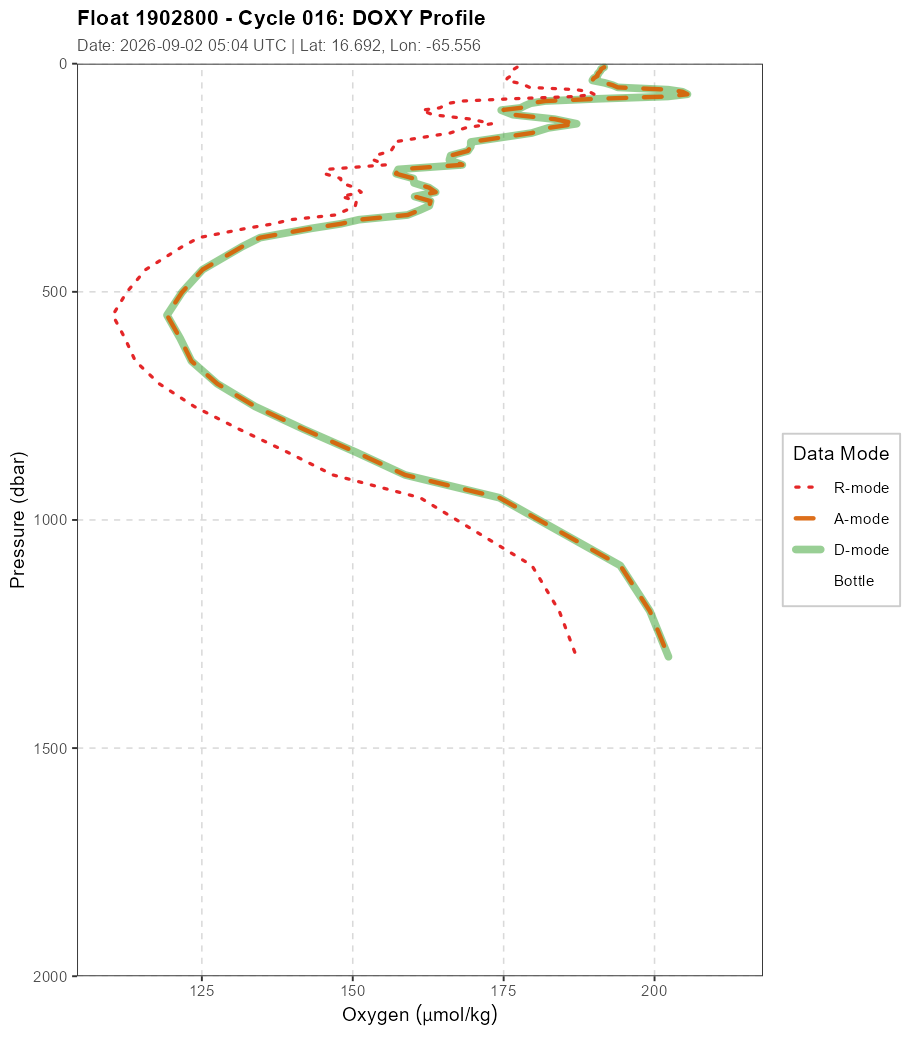 Float 1902800 - Cycle 016: DOXY Profile
Date: 2026-09-02 05:04 UTC | Lat: 16.692, Lon: -65.556
0
500
1000
1500
2000
Pressure (dbar)
125 150 175 200
Oxygen (µmol/kg)
Data Mode
R-mode
A-mode
D-mode
Bottle